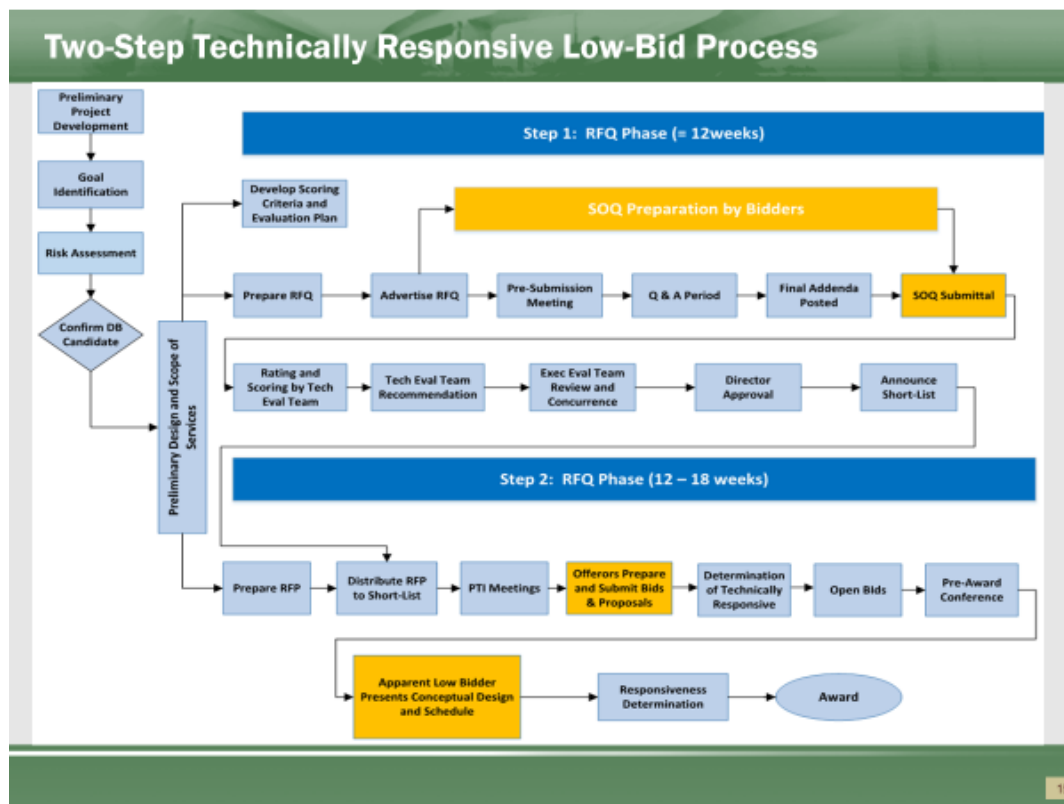 Two-Step Technically Responsive Low-Bid Process
Preliminary
Project
Development
Goal
Identification
Risk Assessment
Confirm DB
Candidate
Preliminary Design and Scope of
Services
Step 1:  RFQ Phase (= 12weeks)
Develop Scoring
Criteria and
Evaluation Plan
SOQ Preparation by Bidders
Prepare RFQ
Advertise RFQ
Pre-Submission
Meeting
Q & A Period
Final Addenda
Posted
SOQ Submittal
Rating and
Scoring by Tech
Eval Team
Tech Eval Team
Recommendation
Exec Eval Team
Review and
Concurrence
Director
Approval
Announce
Short-List
Step 2:  RFQ Phase (12 – 18 weeks)
Prepare RFP
Distribute RFP
to Short-List
PTI Meetings
Offerors Prepare
and Submit Bids
& Proposals
Determination
of Technically
Responsive
Open Bids
Pre-Award
Conference
Apparent Low Bidder
Presents Conceptual Design
and Schedule
Responsiveness
Determination
Award